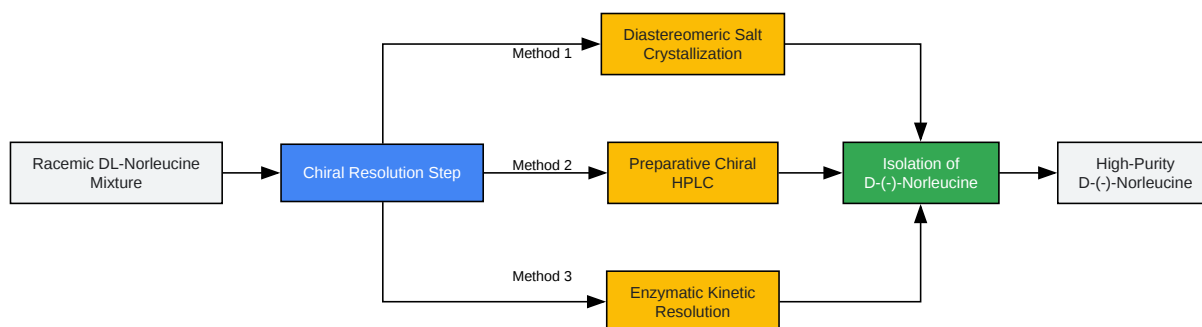 Diastereomeric Salt
Crystallization
Method 1
Racemic DL-Norleucine
Mixture
Chiral Resolution Step
Method 2
Preparative Chiral
HPLC
Isolation of
D-(-)-Norleucine
High-Purity
D-(-)-Norleucine
Method 3
Enzymatic Kinetic
Resolution